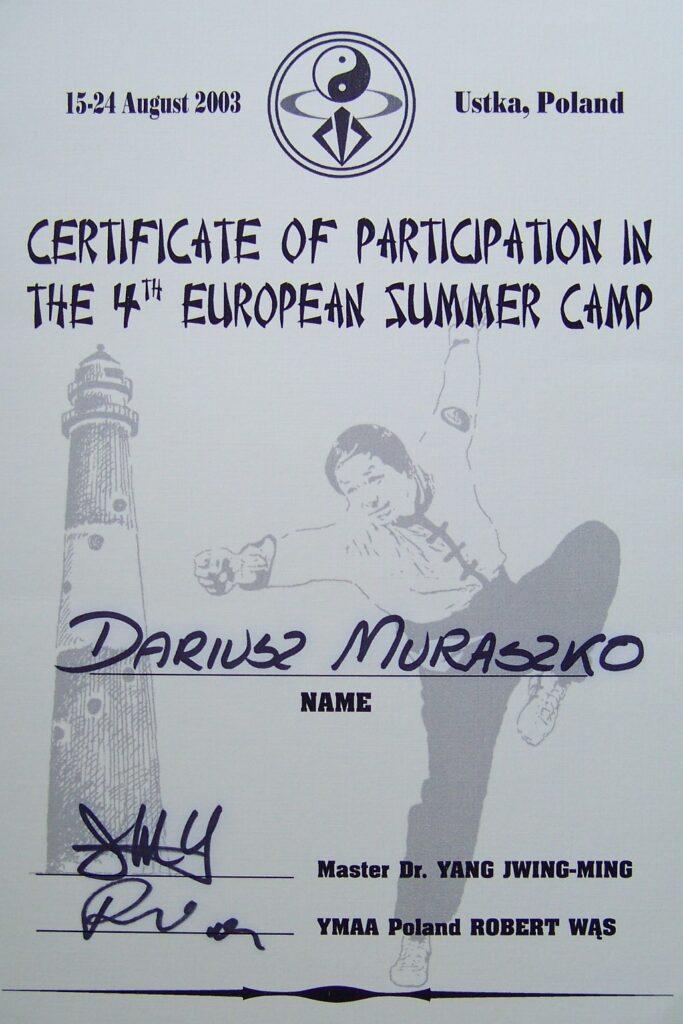 15-24 August 2003
Ustka, Poland
CERTIFICATE OF PARTICIPATION IN
THE 4TH EUROPEAN SUMMER CAMP
DARIUSZ MURASZKO
NAME
Master Dr. YANG JWING-MING
YMAA Poland ROBERT WĄS